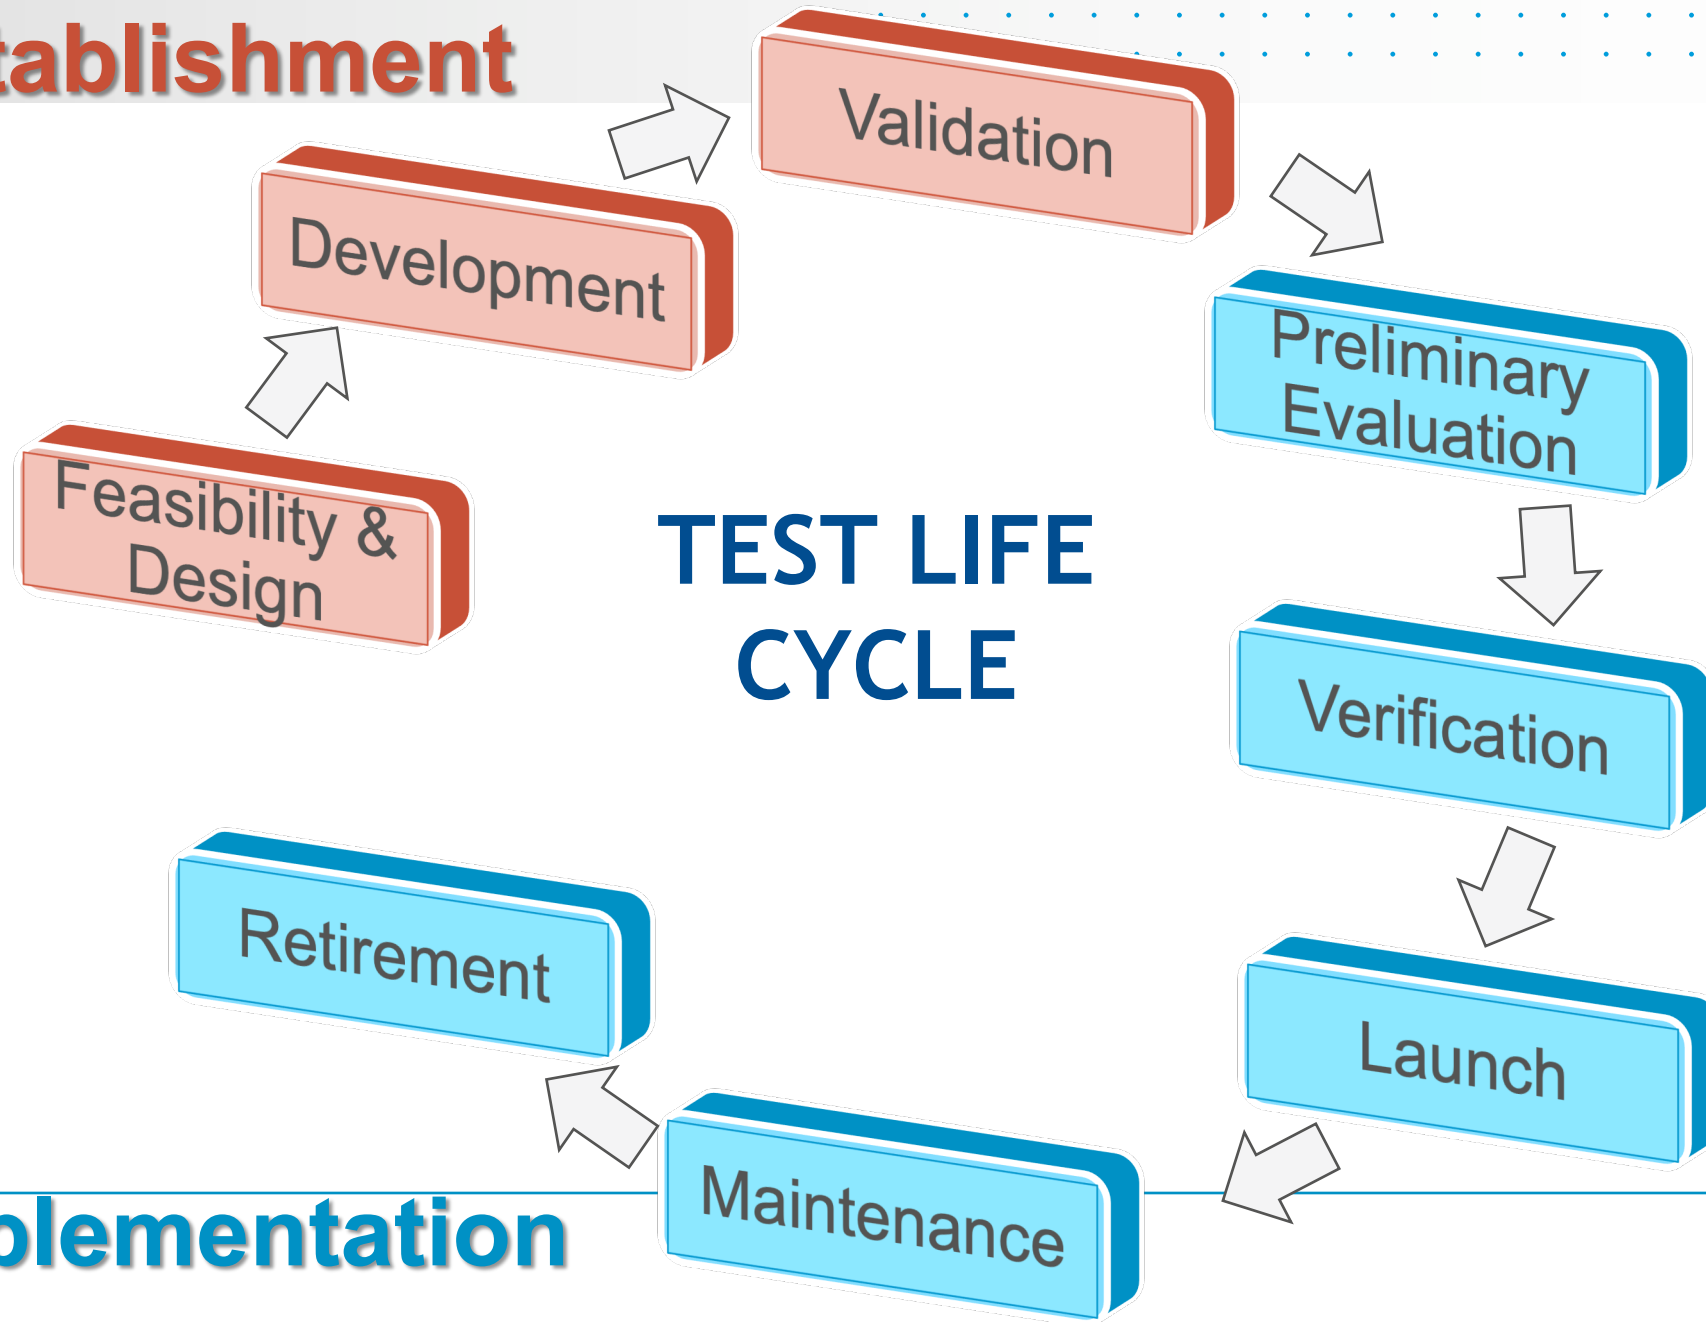 tablishment
Validation
Development
Preliminary
Evaluation
Feasibility &
Design
TEST LIFE
CYCLE
Verification
Retirement
Launch
Maintenance
plementation